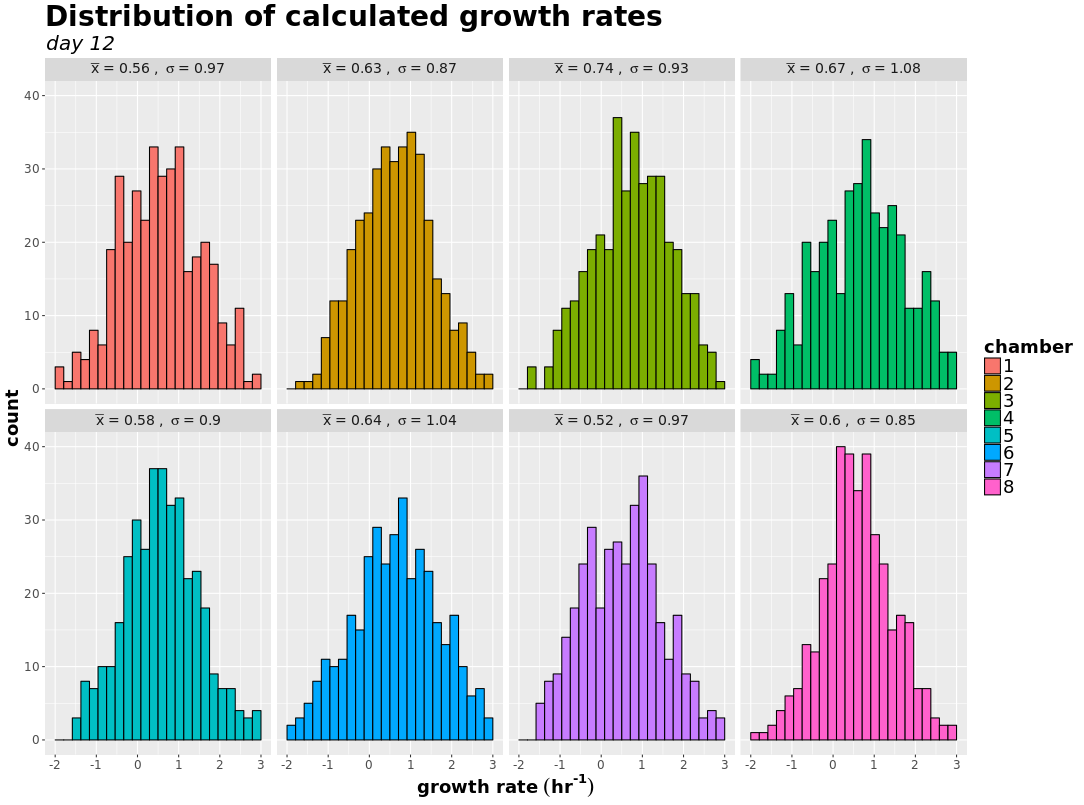 Distribution of calculated growth rates
day 12
x̅ = 0.56 , σ = 0.97
x̅ = 0.63 , σ = 0.87
x̅ = 0.74 , σ = 0.93
x̅ = 0.67 , σ = 1.08
40
30
20
10
0
x̅ = 0.58 , σ = 0.9
x̅ = 0.64 , σ = 1.04
x̅ = 0.52 , σ = 0.97
x̅ = 0.6 , σ = 0.85
40
30
20
10
0
-2 -1 0 1 2 3
-2 -1 0 1 2 3
-2 -1 0 1 2 3
-2 -1 0 1 2 3
count
growth rate (hr⁻¹)
chamber
1
2
3
4
5
6
7
8